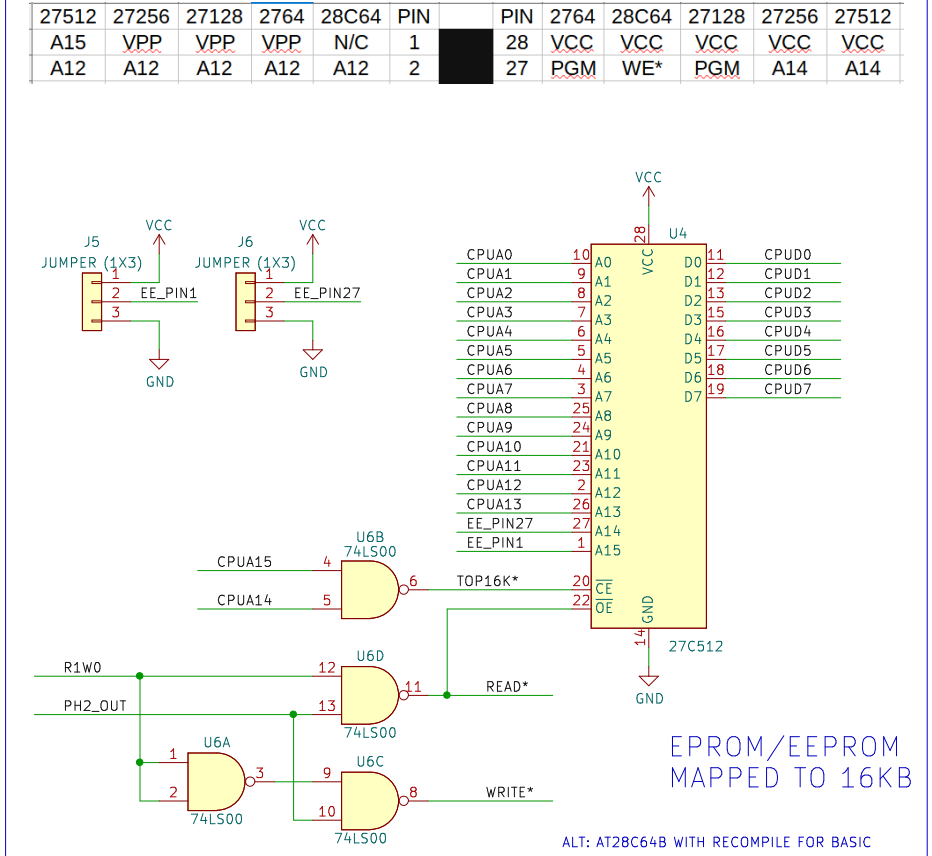 27512 27256 27128 2764 28C64 PIN PIN 2764 28C64 27128 27256 27512
A15 VPP VPP VPP N/C 1 28 VCC VCC VCC VCC VCC
A12 A12 A12 A12 A12 2 27 PGM WE* PGM A14 A14
VCC
J5
JUMPER (1X3)
1
2 EE_PIN1
3
GND
VCC
J6
JUMPER (1X3)
1
2 EE_PIN27
3
GND
VCC
28
U4
VCC
CPUA0 10 A0 D0 11 CPUD0
CPUA1 9 A1 D1 12 CPUD1
CPUA2 8 A2 D2 13 CPUD2
CPUA3 7 A3 D3 15 CPUD3
CPUA4 6 A4 D4 16 CPUD4
CPUA5 5 A5 D5 17 CPUD5
CPUA6 4 A6 D6 18 CPUD6
CPUA7 3 A7 D7 19 CPUD7
CPUA8 25 A8
CPUA9 24 A9
CPUA10 21 A10
CPUA11 23 A11
CPUA12 2 A12
CPUA13 26 A13
EE_PIN27 27 A14
EE_PIN1 1 A15
TOP16K* 20 CE
22 OE
GND
14
27C512
GND
U6B
74LS00
CPUA15 4
6
CPUA14 5
U6D
R1W0 12
11 READ*
PH2_OUT 13
74LS00
U6A
1
3
2
74LS00
U6C
9
8 WRITE*
10
74LS00
EPROM/EEPROM
MAPPED TO 16KB
ALT: AT28C64B WITH RECOMPILE FOR BASIC